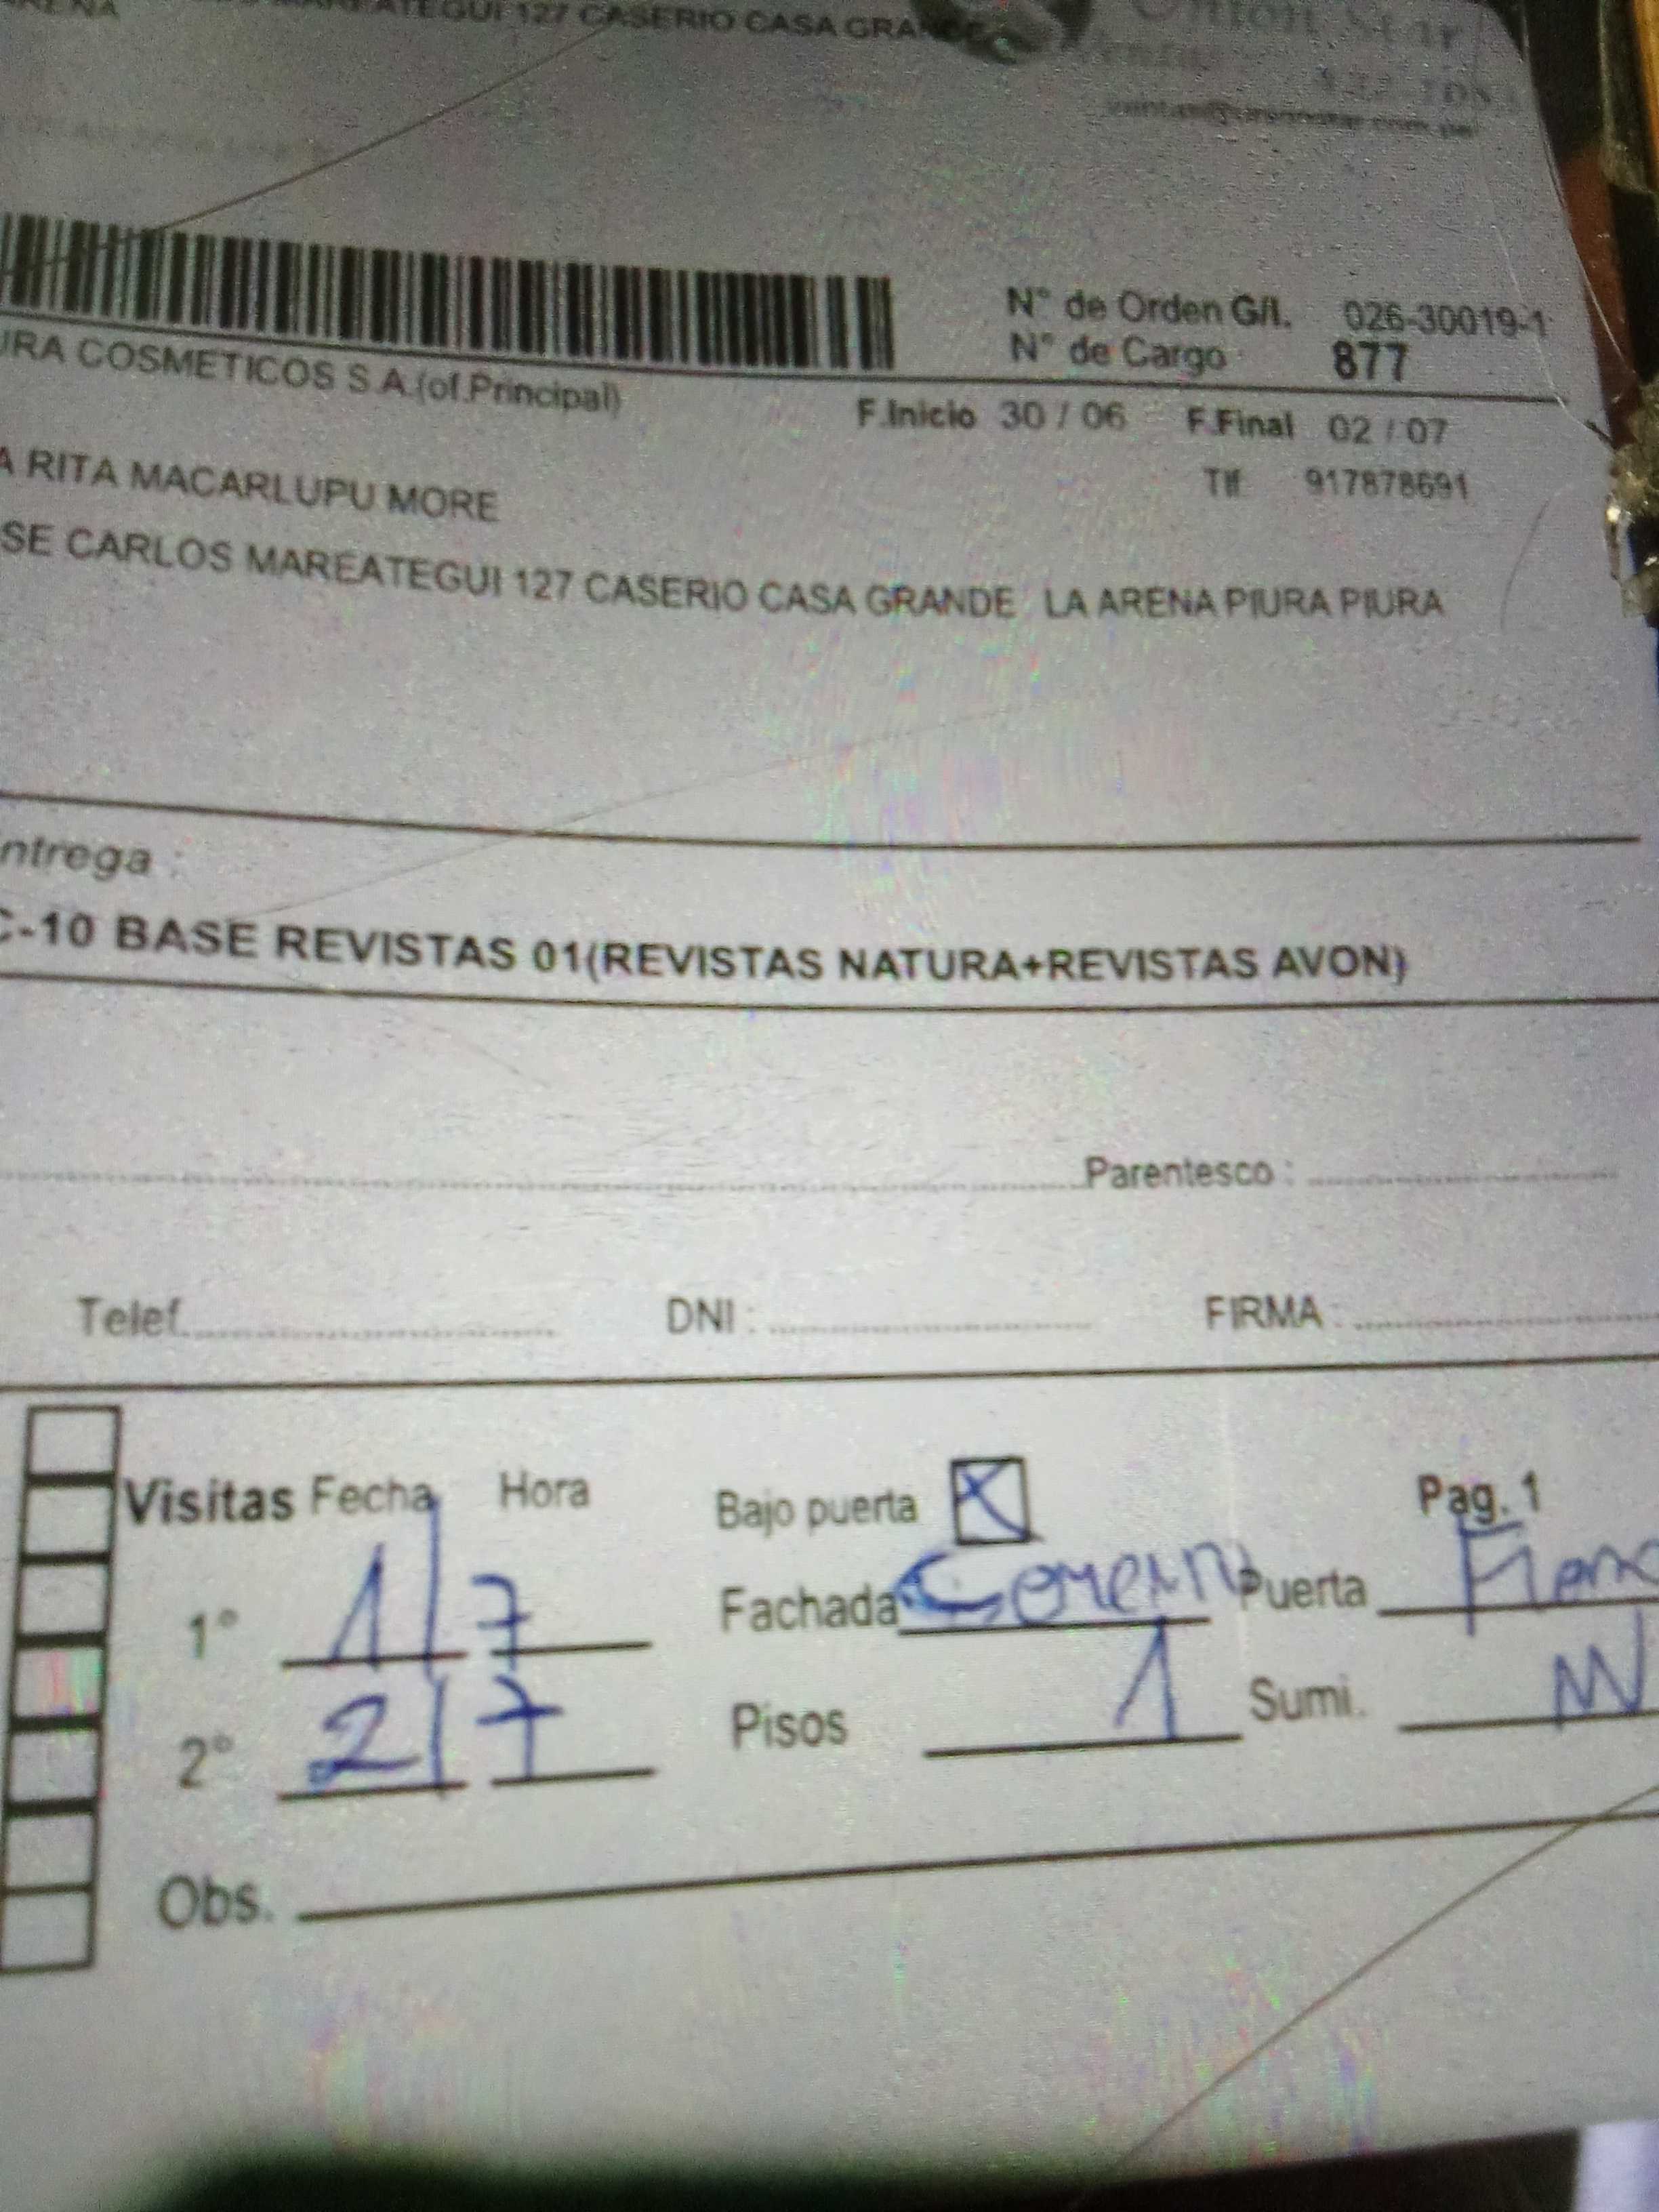 MAREATEGUI 127 CASERIO CASA GRANDE
Union Star
N° de Orden G/I. 026-30019-1
N° de Cargo 877
URA COSMETICOS S.A.(of.Principal)
F.Inicio 30 / 06 F.Final 02 / 07
A RITA MACARLUPU MORE
Tlf: 917878691
SE CARLOS MAREATEGUI 127 CASERIO CASA GRANDE LA ARENA PIURA PIURA
ntrega :
C-10 BASE REVISTAS 01(REVISTAS NATURA+REVISTAS AVON)
Parentesco :
Telef. DNI : FIRMA :
Visitas Fecha Hora Bajo puerta X Pag. 1
1° 1/7 Fachada Puerta
2° 2/7 Pisos 1 Sumi.
Obs.